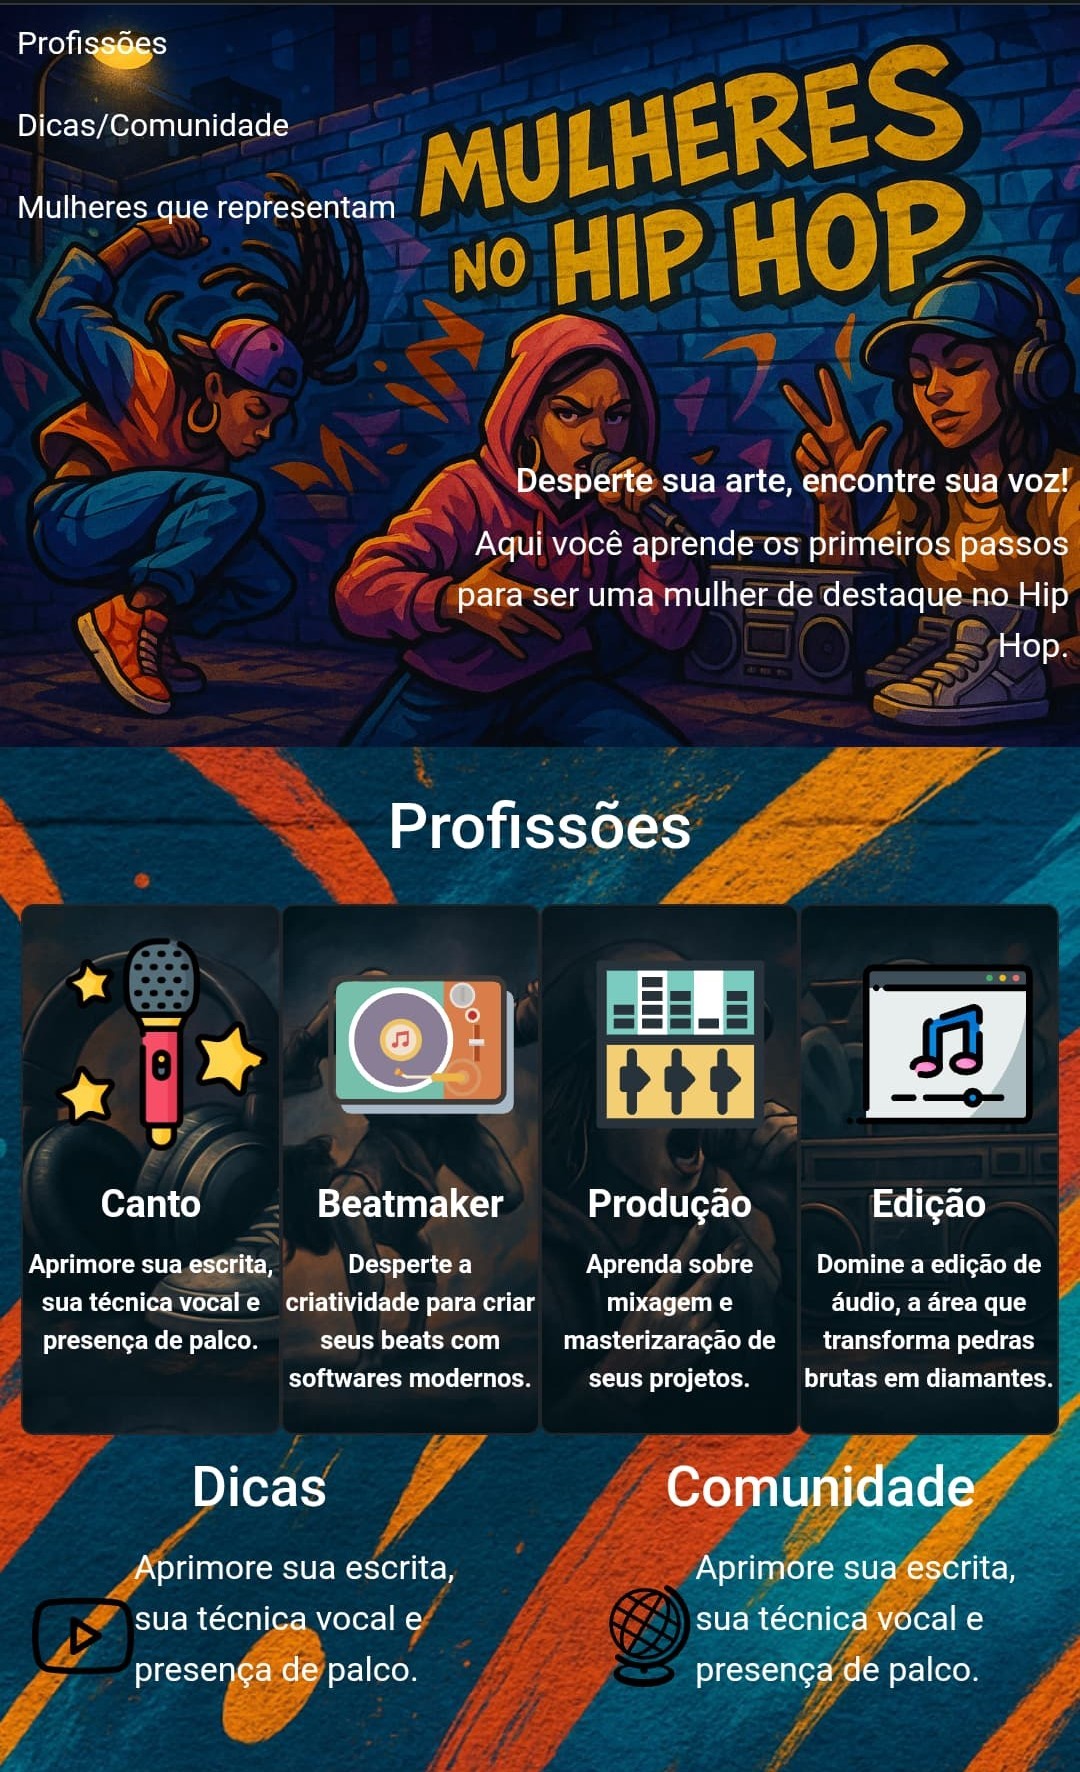 Profissões
Dicas/Comunidade
Mulheres que representam
MULHERES
NO HIP HOP
Desperte sua arte, encontre sua voz!
Aqui você aprende os primeiros passos
para ser uma mulher de destaque no Hip
Hop.
Profissões
Canto
Aprimore sua escrita,
sua técnica vocal e
presença de palco.
Beatmaker
Desperte a
criatividade para criar
seus beats com
softwares modernos.
Produção
Aprenda sobre
mixagem e
masterizaração de
seus projetos.
Edição
Domine a edição de
áudio, a área que
transforma pedras
brutas em diamantes.
Dicas
Aprimore sua escrita,
sua técnica vocal e
presença de palco.
Comunidade
Aprimore sua escrita,
sua técnica vocal e
presença de palco.